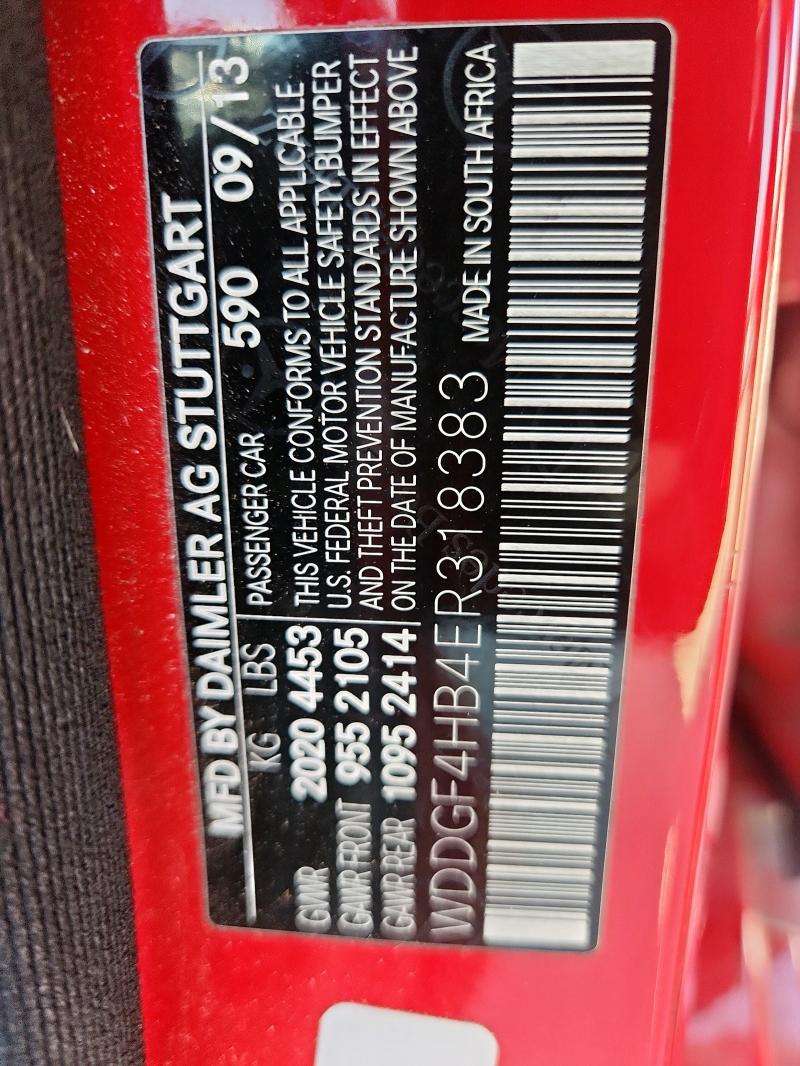 MFD BY DAIMLER AG STUTTGART
KG LBS PASSENGER CAR 590 09/13
GWR 2020 4453 THIS VEHICLE CONFORMS TO ALL APPLICABLE
GAWR FRONT 955 2105 U.S. FEDERAL MOTOR VEHICLE SAFETY,BUMPER
GAWR REAR 1095 2414 AND THEFT PREVENTION STANDARDS IN EFFECT
ON THE DATE OF MANUFACTURE SHOWN ABOVE
WDDGF4HB4ER318383 MADE IN SOUTH AFRICA